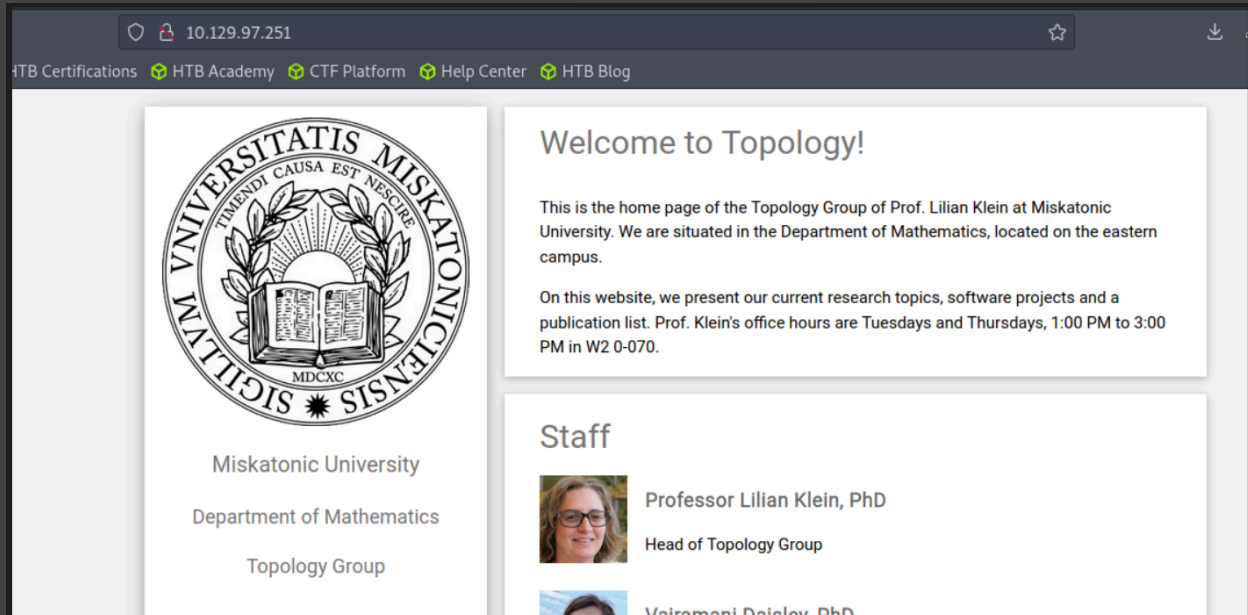 10.129.97.251
HTB Certifications HTB Academy CTF Platform Help Center HTB Blog
SIGILLVM VNIVERSITATIS MISKATONICENSIS
TIMENDI CAUSA EST NESCIRE
MDCXC
Miskatonic University
Department of Mathematics
Topology Group
Welcome to Topology!
This is the home page of the Topology Group of Prof. Lilian Klein at Miskatonic
University. We are situated in the Department of Mathematics, located on the eastern
campus.
On this website, we present our current research topics, software projects and a
publication list. Prof. Klein's office hours are Tuesdays and Thursdays, 1:00 PM to 3:00
PM in W2 0-070.
Staff
Professor Lilian Klein, PhD
Head of Topology Group
Vajramani Daisley, PhD